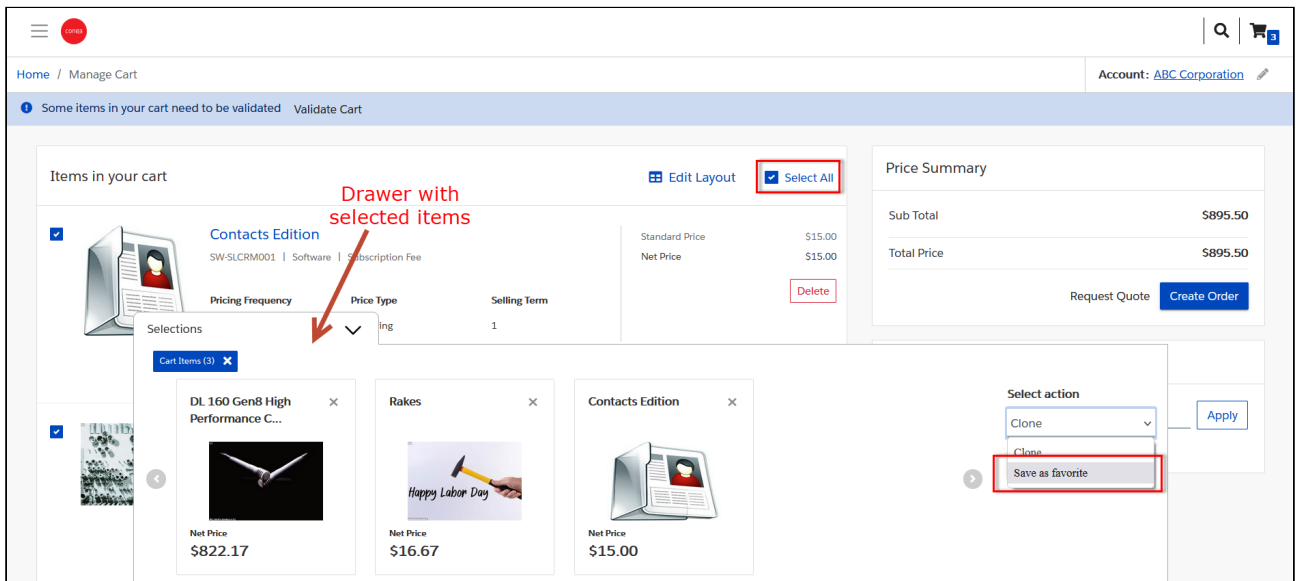 conga
3
Home / Manage Cart
Account: ABC Corporation
Some items in your cart need to be validated Validate Cart
Items in your cart
Edit Layout
Select All
Price Summary
Drawer with
selected items
Contacts Edition
SW-SLCRM001 | Software | Subscription Fee
Standard Price $15.00
Net Price $15.00
Sub Total $895.50
Total Price $895.50
Delete
Request Quote Create Order
Pricing Frequency Price Type Selling Term
ing 1
Selections
Cart Items (3)
DL 160 Gen8 High
Performance C...
Rakes
Contacts Edition
Select action
Clone
Apply
Clone
Save as favorite
Happy Labor Day
Net Price
$822.17
Net Price
$16.67
Net Price
$15.00